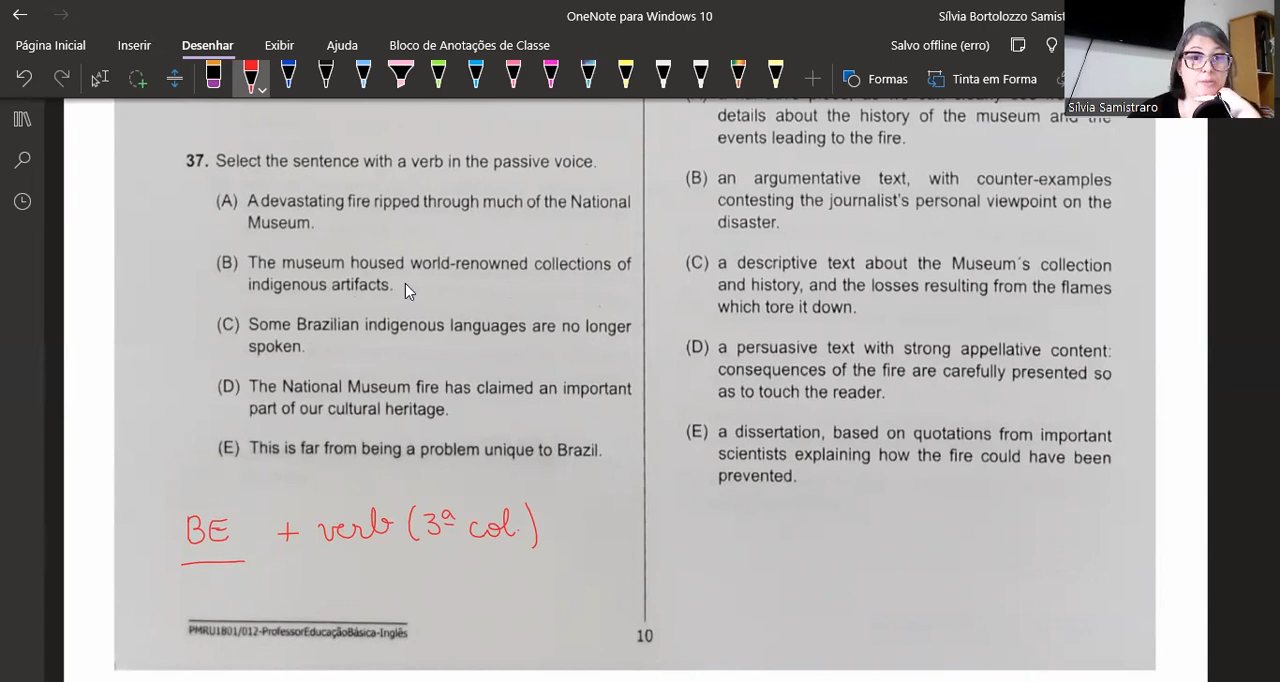 OneNote para Windows 10
Sílvia Bortolozzo Samist
Página Inicial
Inserir
Desenhar
Exibir
Ajuda
Bloco de Anotações de Classe
Salvo offline (erro)
Formas
Tinta em Forma
Sílvia Samistraro
37. Select the sentence with a verb in the passive voice.
(A) A devastating fire ripped through much of the National
Museum.
(B) The museum housed world-renowned collections of
indigenous artifacts.
(C) Some Brazilian indigenous languages are no longer
spoken.
(D) The National Museum fire has claimed an important
part of our cultural heritage.
(E) This is far from being a problem unique to Brazil.
BE + verb (3ª col.)
PMRU1801/012-ProfessorEducaçãoBásica-Inglês
details about the history of the museum and the
events leading to the fire.
(B) an argumentative text, with counter-examples
contesting the journalist's personal viewpoint on the
disaster.
(C) a descriptive text about the Museum´s collection
and history, and the losses resulting from the flames
which tore it down.
(D) a persuasive text with strong appellative content:
consequences of the fire are carefully presented so
as to touch the reader.
(E) a dissertation, based on quotations from important
scientists explaining how the fire could have been
prevented.
10